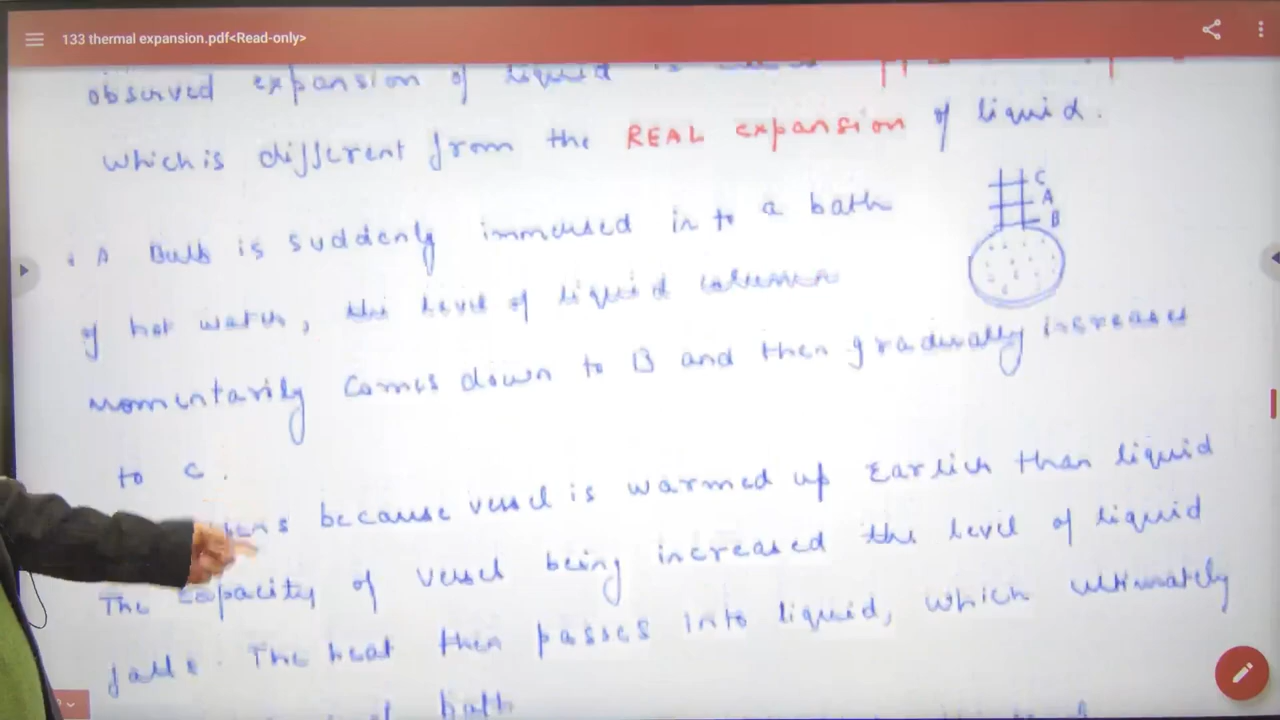 133 thermal expansion.pdf<Read-only>
observed expansion of liquid is
which is different from the REAL expansion of liquid.
C
A
B
A Bulb is suddenly immersed in to a bath
of hot water, the level of liquid column
momentarily comes down to B and then gradually increases
to C.
because vessel is warmed up Earlier than liquid
The capacity of vessel being increased the level of liquid
falls. The heat then passes into liquid, which ultimately
bath